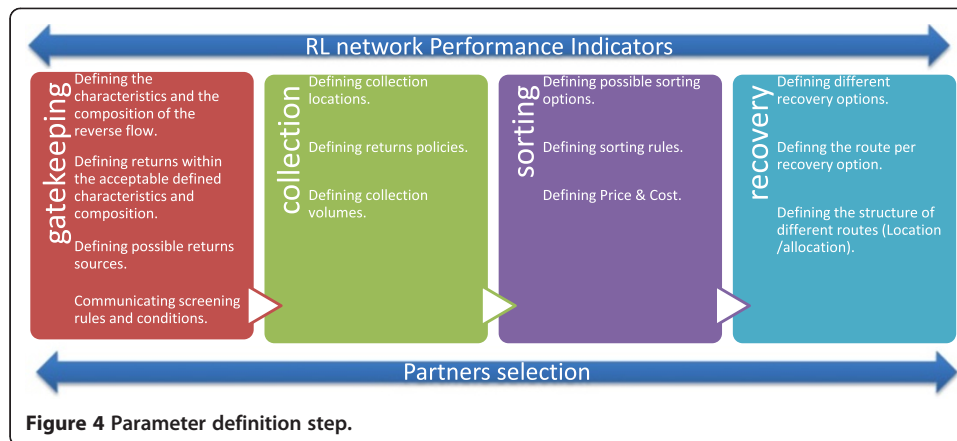 RL network Performance Indicators
gatekeeping
Defining the
characteristics and the
composition of the
reverse flow.
Defining returns within
the acceptable defined
characteristics and
composition.
Defining possible returns
sources.
Communicating screening
rules and conditions.
collection
Defining collection
locations.
Defining returns policies.
Defining collection
volumes.
sorting
Defining possible sorting
options.
Defining sorting rules.
Defining Price & Cost.
recovery
Defining different
recovery options.
Defing the route per
recovery option.
Defining the structure of
different routes (Location
/allocation).
Partners selection
Figure 4 Parameter definition step.